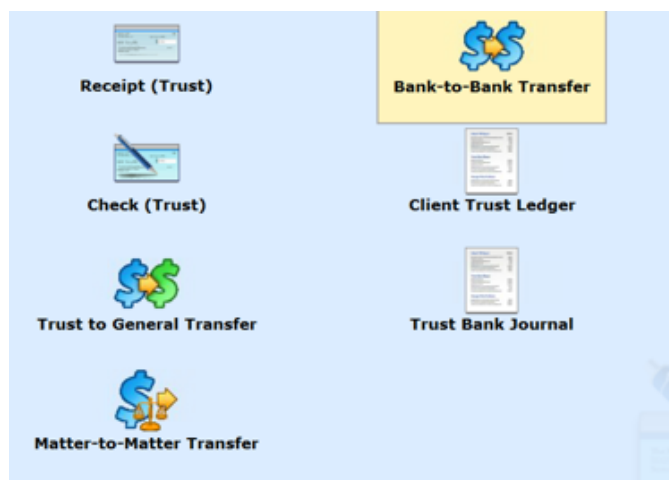 Receipt (Trust)
Bank-to-Bank Transfer
Check (Trust)
Client Trust Ledger
Trust to General Transfer
Trust Bank Journal
Matter-to-Matter Transfer